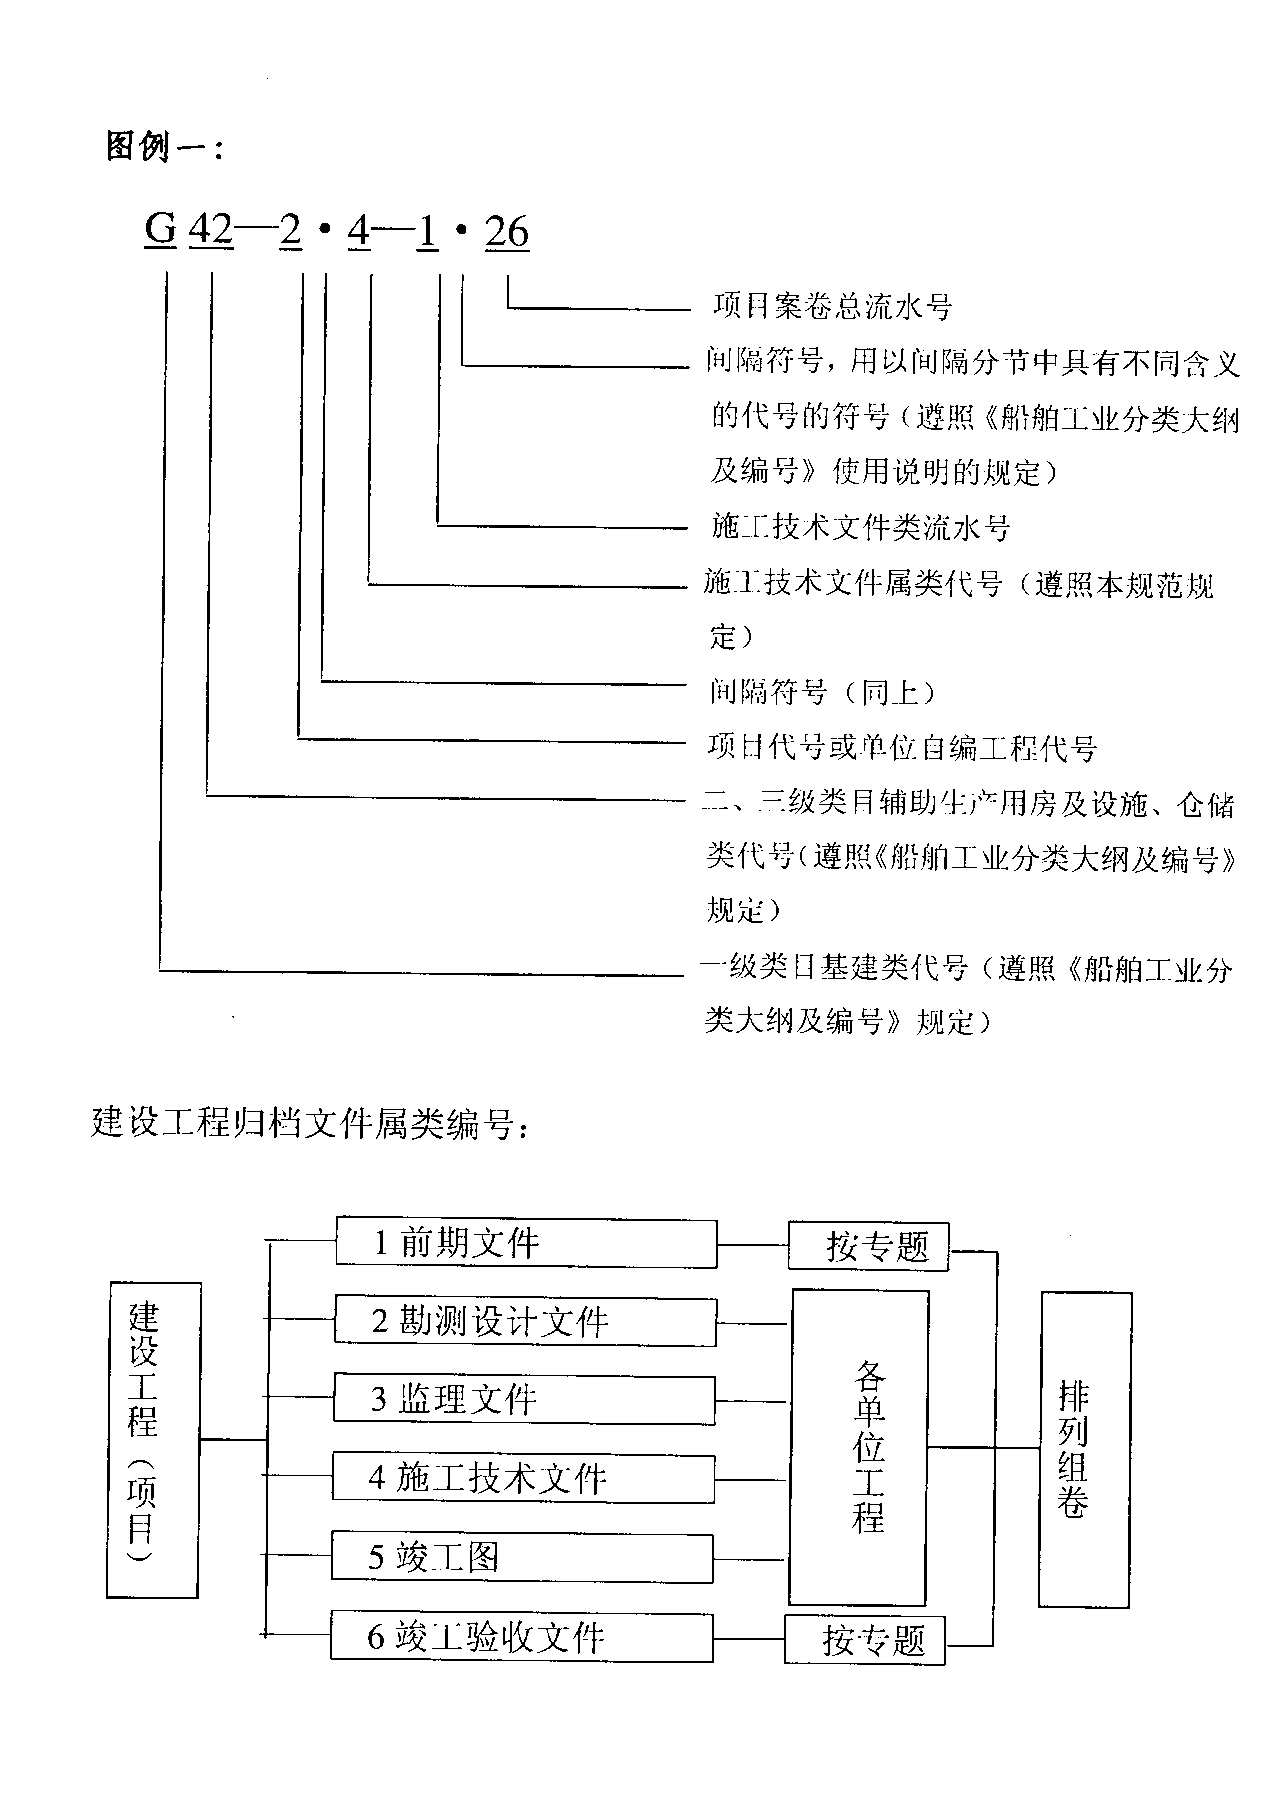 图例一：
G 42—2·4—1·26
项目案卷总流水号
间隔符号，用以间隔分节中具有不同含义
的代号的符号（遵照《船舶工业分类大纲
及编号》使用说明的规定）
施工技术文件类流水号
施工技术文件属类代号（遵照本规范规
定）
间隔符号（同上）
项目代号或单位自编工程代号
二、三级类目辅助生产用房及设施、仓储
类代号（遵照《船舶工业分类大纲及编号》
规定）
一级类目基建类代号（遵照《船舶工业分
类大纲及编号》规定）
建设工程归档文件属类编号：
建设工程（项目）
1 前期文件
2 勘测设计文件
3 监理文件
4 施工技术文件
5 竣工图
6 竣工验收文件
按专题
各单位工程
按专题
排列组卷